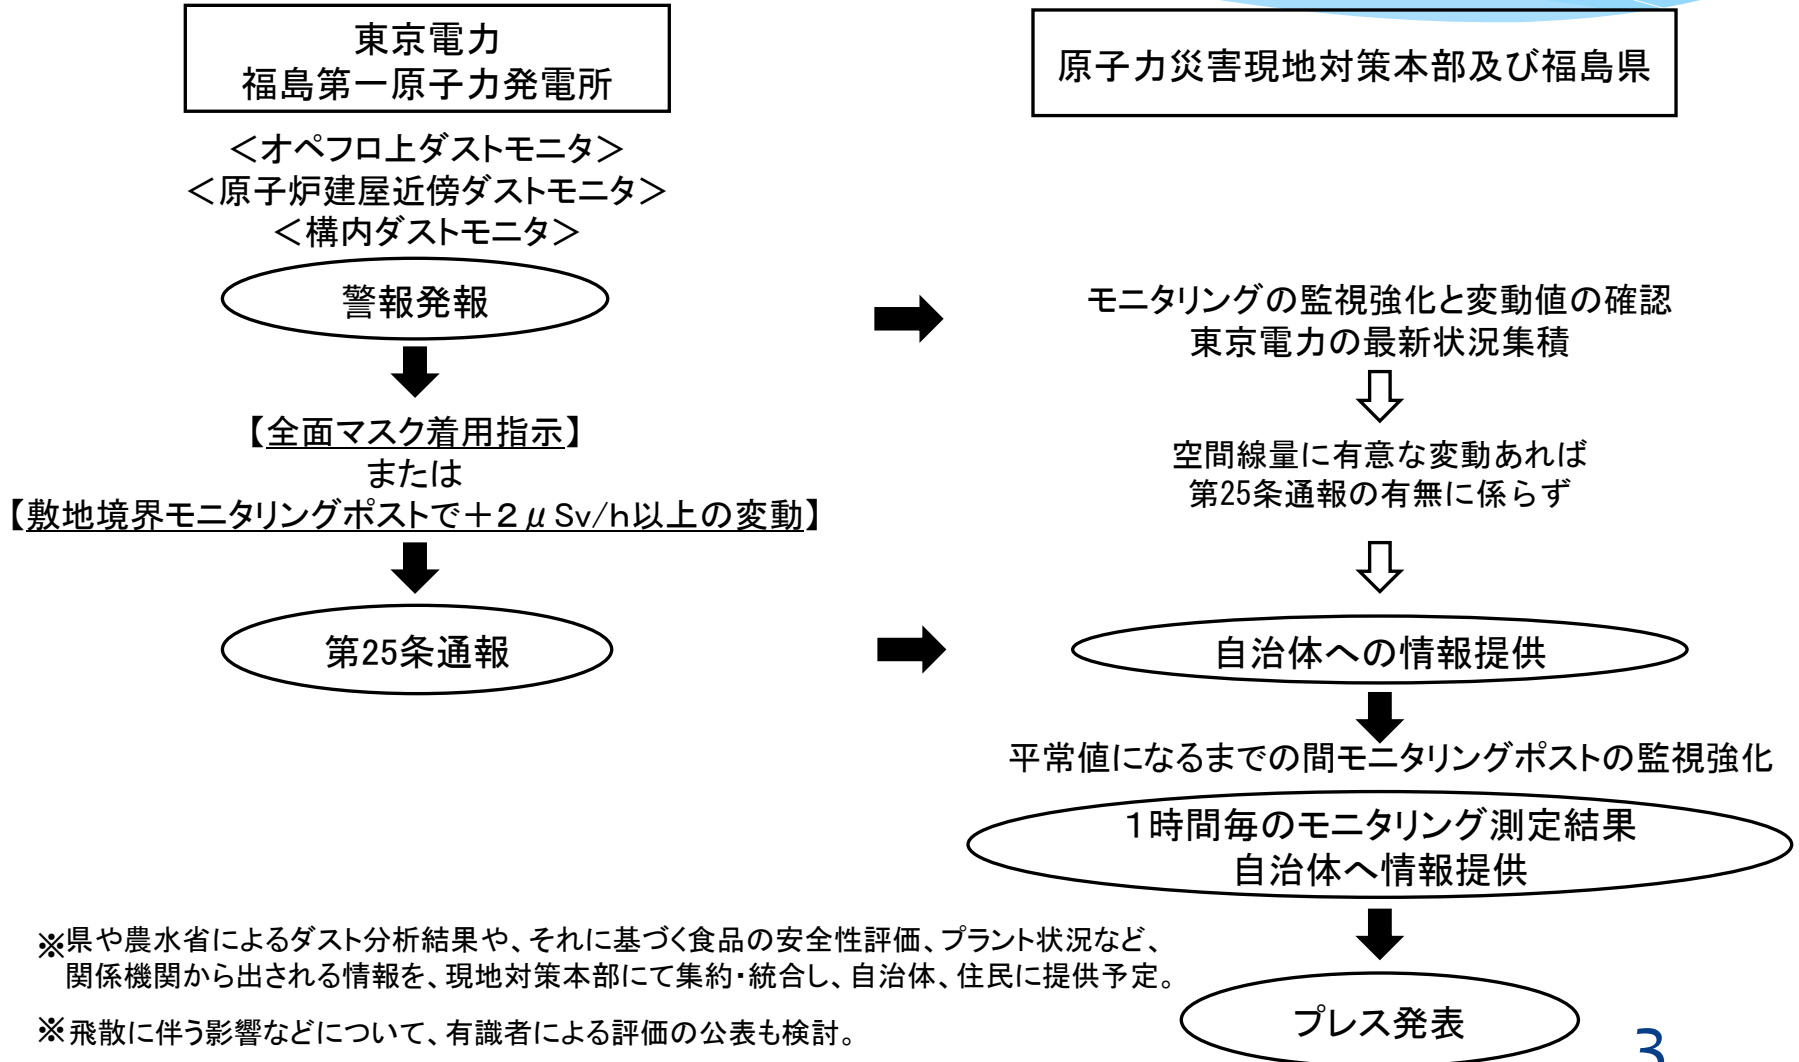 東京電力
福島第一原子力発電所
＜オペフロ上ダストモニタ＞
＜原子炉建屋近傍ダストモニタ＞
＜構内ダストモニタ＞
警報発報
【全面マスク着用指示】
または
【敷地境界モニタリングポストで＋２μSv/h以上の変動】
第25条通報
原子力災害現地対策本部及び福島県
モニタリングの監視強化と変動値の確認
東京電力の最新状況集積
空間線量に有意な変動あれば
第25条通報の有無に係らず
自治体への情報提供
平常値になるまでの間モニタリングポストの監視強化
１時間毎のモニタリング測定結果
自治体へ情報提供
プレス発表
※県や農水省によるダスト分析結果や、それに基づく食品の安全性評価、プラント状況など、
関係機関から出される情報を、現地対策本部にて集約・統合し、自治体、住民に提供予定。
※飛散に伴う影響などについて、有識者による評価の公表も検討。
3